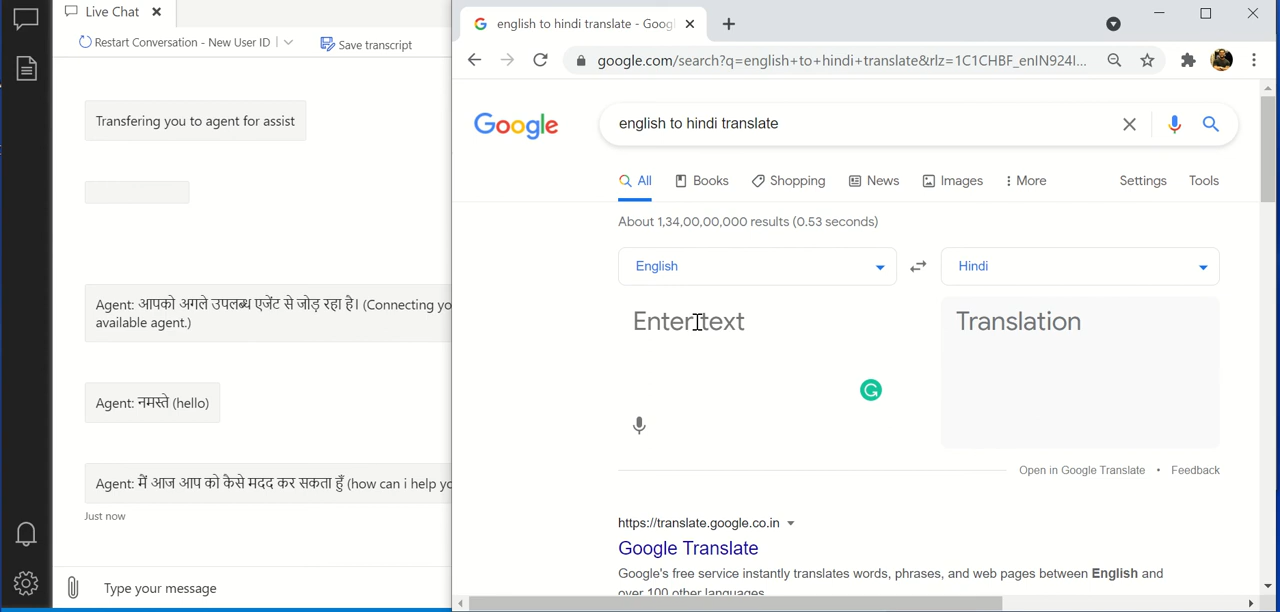 Live Chat
Restart Conversation - New User ID
Save transcript
Transfering you to agent for assist
Agent: आपको अगले उपलब्ध एजेंट से जोड़ रहा है। (Connecting yo
available agent.)
Agent: नमस्ते (hello)
Agent: मैं आज आप को कैसे मदद कर सकता हूँ (how can i help yo
Just now
Type your message
english to hindi translate - Goog
google.com/search?q=english+to+hindi+translate&rlz=1C1CHBF_enIN924I...
Google
english to hindi translate
All
Books
Shopping
News
Images
More
Settings
Tools
About 1,34,00,00,000 results (0.53 seconds)
English
Hindi
Enter text
Translation
Open in Google Translate • Feedback
https://translate.google.co.in
Google Translate
Google's free service instantly translates words, phrases, and web pages between English and
over 100 other languages.